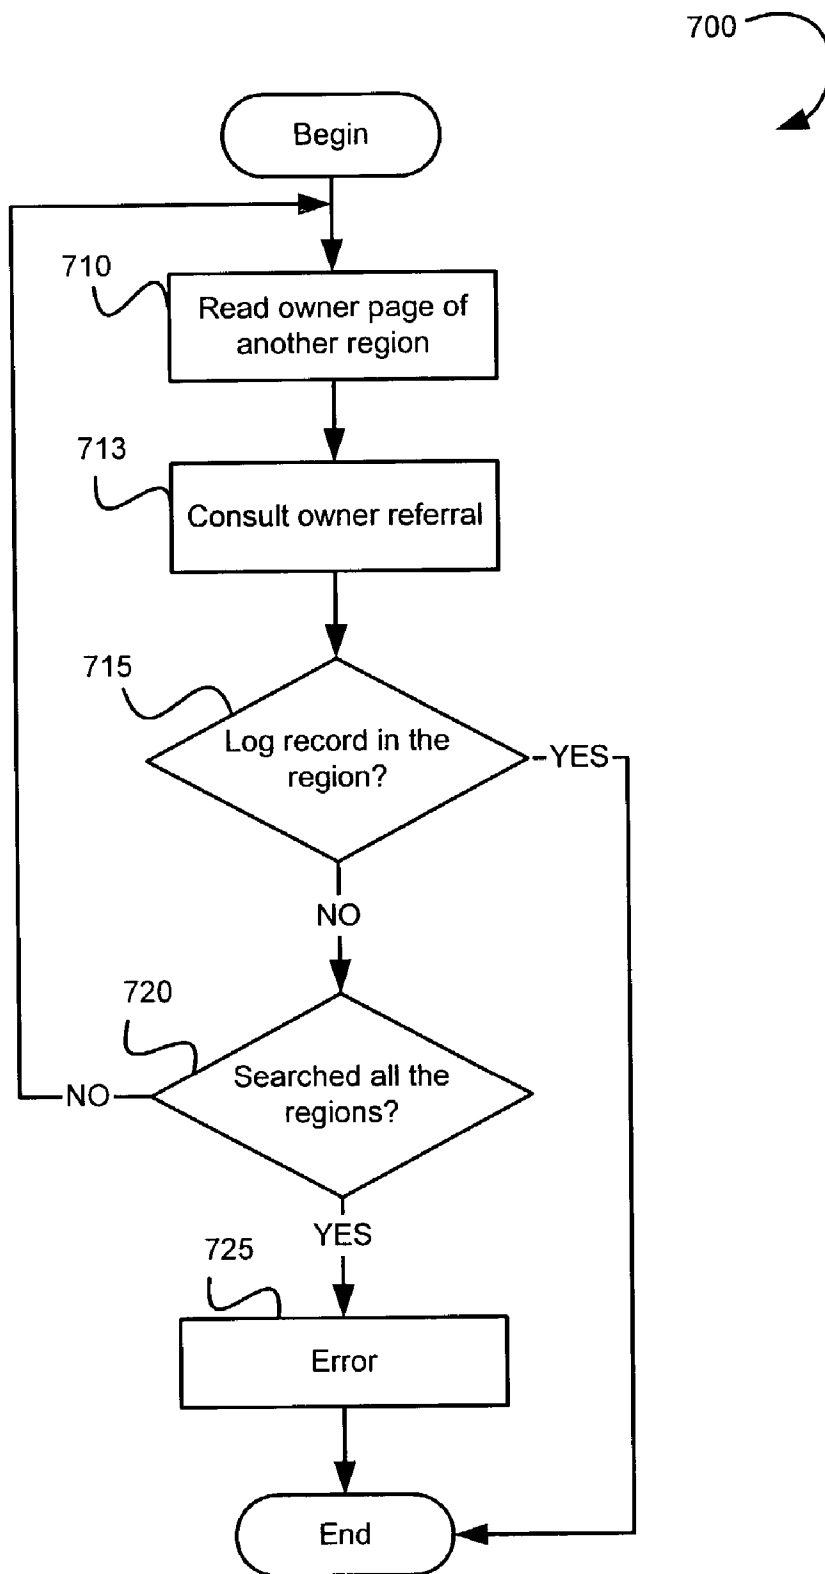 700
Begin
710
Read owner page of
another region
713
Consult owner referral
715
Log record in the
region?
YES
NO
720
Searched all the
regions?
NO
YES
725
Error
End